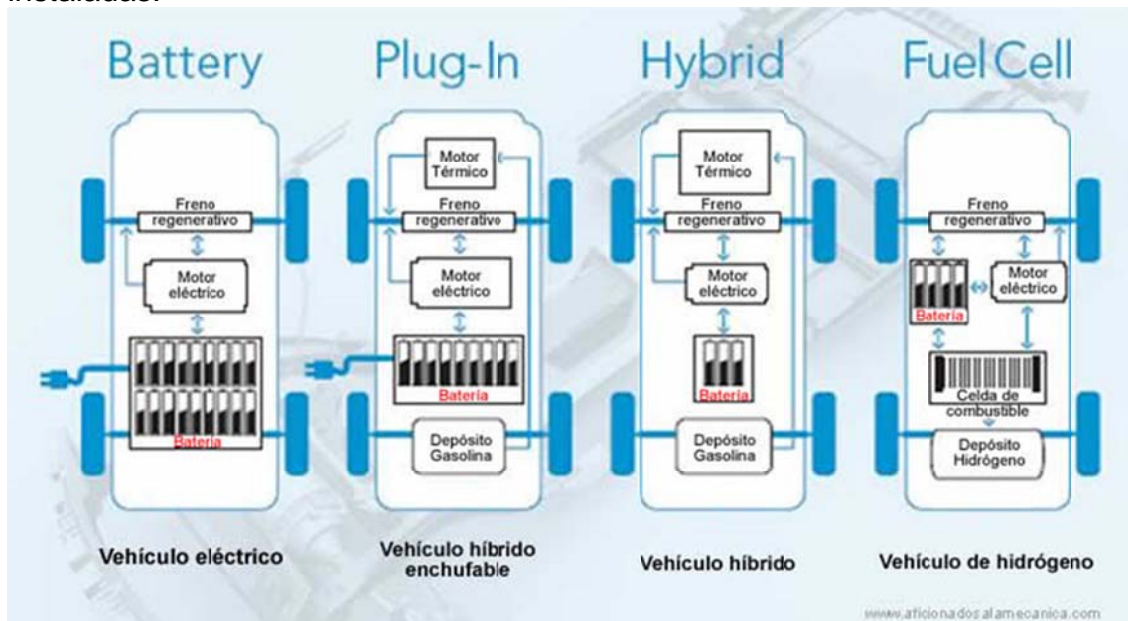 instaladas.
Battery
Plug-In
Hybrid
Fuel Cell
Freno
regenerativo
Motor
eléctrico
Batería
Vehículo eléctrico
Motor
Térmico
Freno
regenerativo
Motor
eléctrico
Batería
Depósito
Gasolina
Vehículo híbrido
enchufable
Motor
Térmico
Freno
regenerativo
Motor
eléctrico
Batería
Depósito
Gasolina
Vehículo híbrido
Freno
regenerativo
Motor
eléctrico
Batería
Celda de
combustible
Depósito
Hidrógeno
Vehículo de hidrógeno
www.aficionadosalamecanica.com